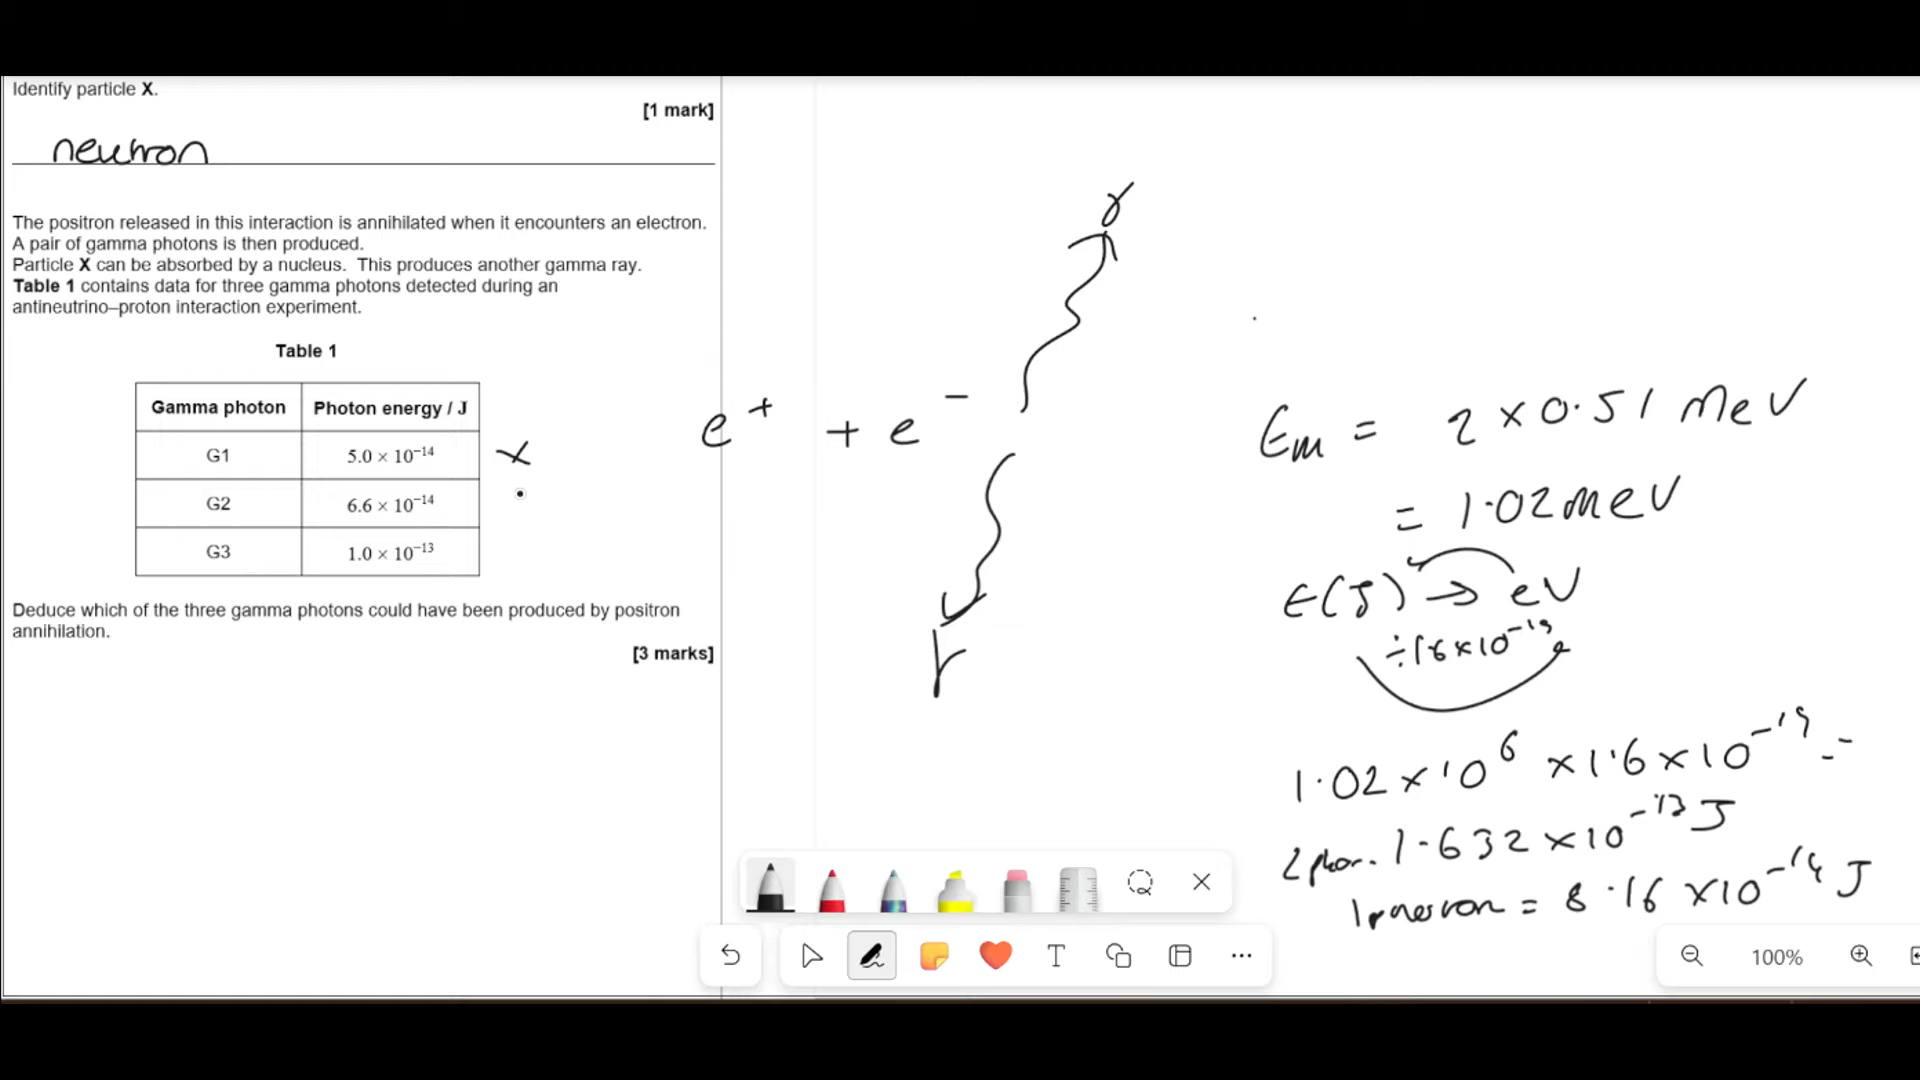 Identify particle X.
[1 mark]
neutron
The positron released in this interaction is annihilated when it encounters an electron.
A pair of gamma photons is then produced.
Particle X can be absorbed by a nucleus. This produces another gamma ray.
Table 1 contains data for three gamma photons detected during an
antineutrino–proton interaction experiment.
Table 1
Gamma photon Photon energy / J
G1 5.0 × 10⁻¹⁴ ×
G2 6.6 × 10⁻¹⁴
G3 1.0 × 10⁻¹³
Deduce which of the three gamma photons could have been produced by positron
annihilation.
[3 marks]
γ
e⁺ + e⁻
Em = 2 × 0.51 MeV
= 1.02 MeV
E(J) → eV
÷1.6 × 10⁻¹⁹
1.02 × 10⁶ × 1.6 × 10⁻¹⁹ =
2 phor. 1.632 × 10⁻¹³ J
= 8.16 × 10⁻¹⁴ J
T
100%